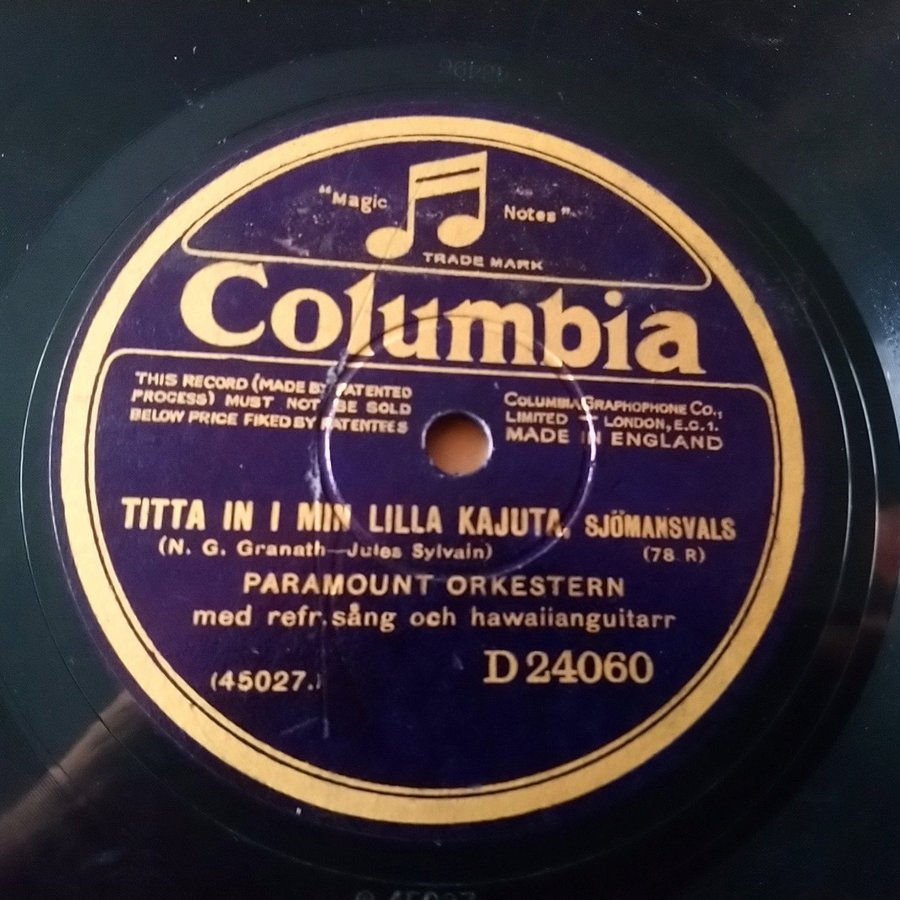 "Magic Notes"
TRADE MARK
Columbia
THIS RECORD (MADE BY PATENTED
PROCESS) MUST NOT BE SOLD
BELOW PRICE FIXED BY PATENTEES
COLUMBIA GRAPHOPHONE CO.,
LIMITED — LONDON, E.C.1.
MADE IN ENGLAND
TITTA IN I MIN LILLA KAJUTA, SJÖMANSVALS
(N. G. Granath—Jules Sylvain) (78 R)
PARAMOUNT ORKESTERN
med refr. sång och hawaiianguitarr
(45027.) D 24060